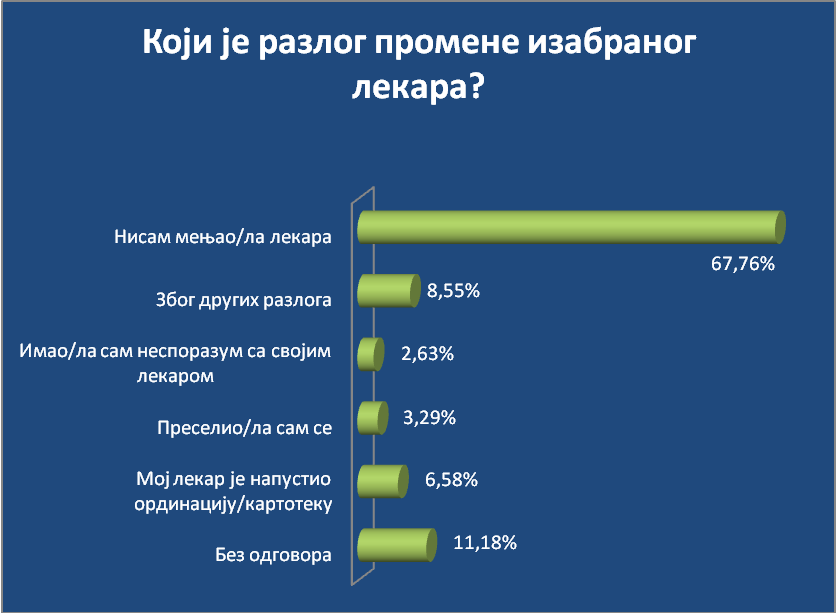 Који је разлог промене изабраног
лекара?
Нисам мењао/ла лекара
67,76%
Због других разлога
8,55%
Имао/ла сам неспоразум са својим
лекаром
2,63%
Преселио/ла сам се
3,29%
Мој лекар је напустио
ординацију/картотеку
6,58%
Без одговора
11,18%